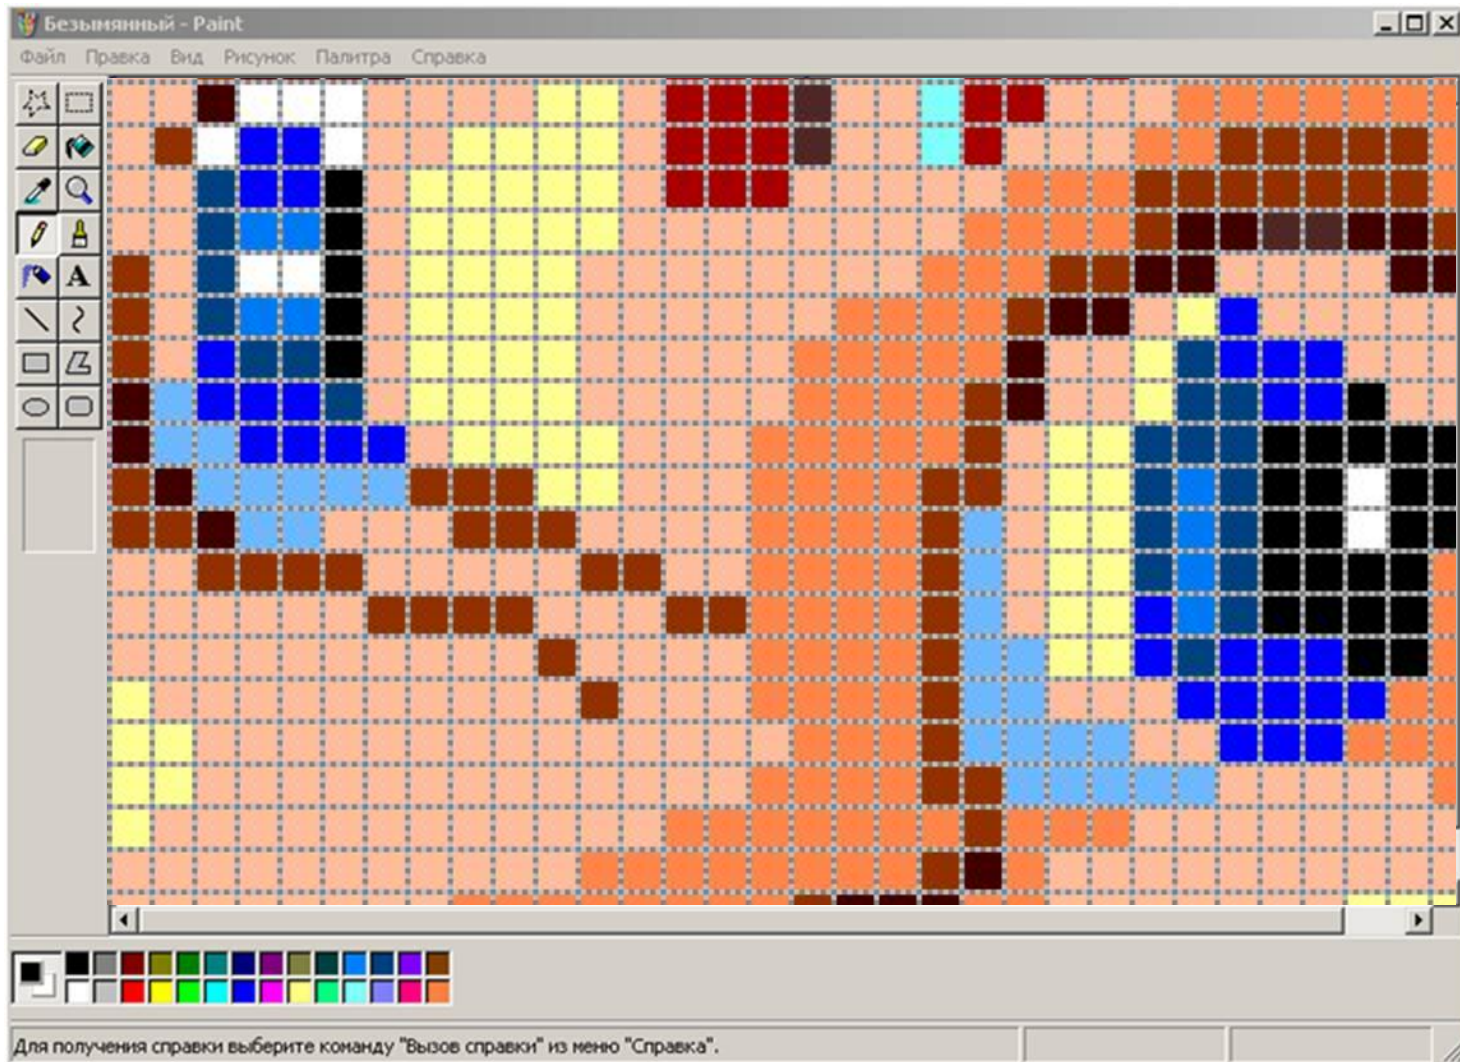 Безымянный - Paint
Файл Правка Вид Рисунок Палитра Справка
A
Для получения справки выберите команду "Вызов справки" из меню "Справка".